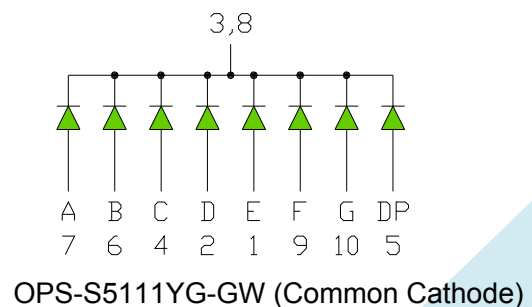 3,8
A B C D E F G DP
7 6 4 2 1 9 10 5
OPS-S5111YG-GW (Common Cathode)